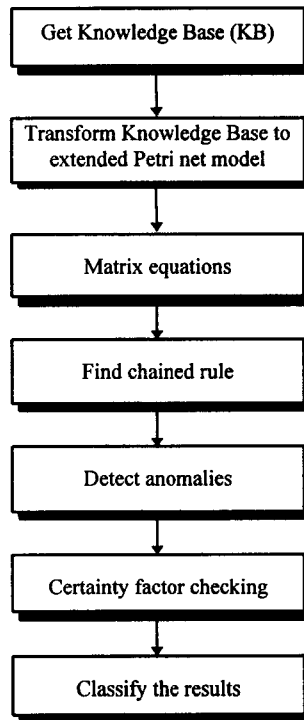 Get Knowledge Base (KB)
Transform Knowledge Base to
extended Petri net model
Matrix equations
Find chained rule
Detect anomalies
Certainty factor checking
Classify the results